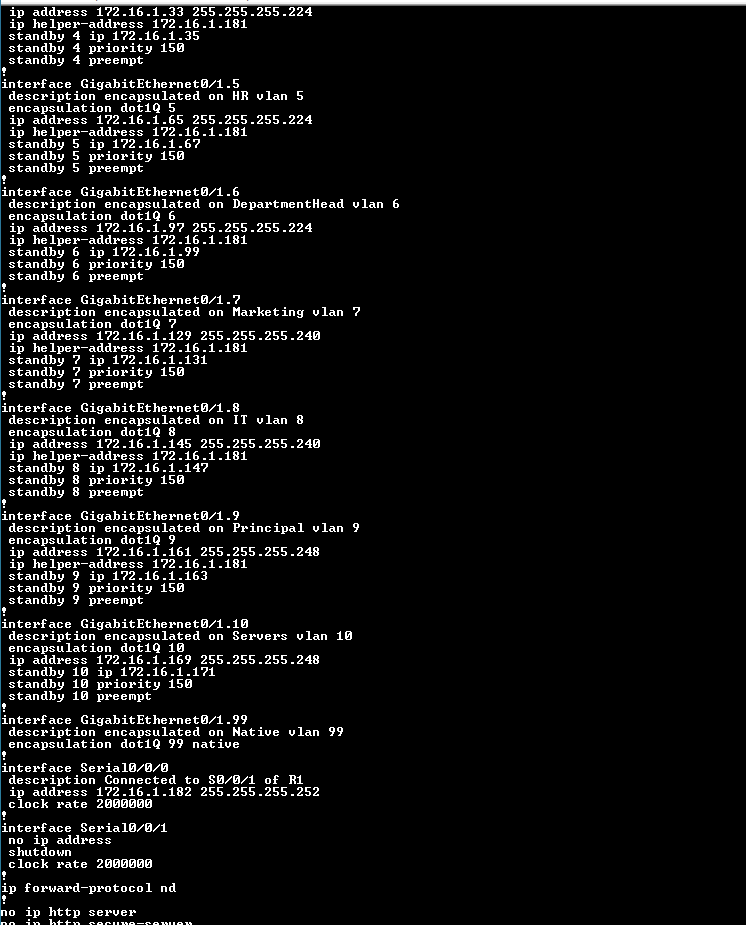 ip address 172.16.1.33 255.255.255.224
ip helper-address 172.16.1.181
standby 4 ip 172.16.1.35
standby 4 priority 150
standby 4 preempt
!
interface GigabitEthernet0/1.5
description encapsulated on HR vlan 5
encapsulation dot1Q 5
ip address 172.16.1.65 255.255.255.224
ip helper-address 172.16.1.181
standby 5 ip 172.16.1.67
standby 5 priority 150
standby 5 preempt
!
interface GigabitEthernet0/1.6
description encapsulated on DepartmentHead vlan 6
encapsulation dot1Q 6
ip address 172.16.1.97 255.255.255.224
ip helper-address 172.16.1.181
standby 6 ip 172.16.1.99
standby 6 priority 150
standby 6 preempt
!
interface GigabitEthernet0/1.7
description encapsulated on Marketing vlan 7
encapsulation dot1Q 7
ip address 172.16.1.129 255.255.255.240
ip helper-address 172.16.1.181
standby 7 ip 172.16.1.131
standby 7 priority 150
standby 7 preempt
!
interface GigabitEthernet0/1.8
description encapsulated on IT vlan 8
encapsulation dot1Q 8
ip address 172.16.1.145 255.255.255.240
ip helper-address 172.16.1.181
standby 8 ip 172.16.1.147
standby 8 priority 150
standby 8 preempt
!
interface GigabitEthernet0/1.9
description encapsulated on Principal vlan 9
encapsulation dot1Q 9
ip address 172.16.1.161 255.255.255.248
ip helper-address 172.16.1.181
standby 9 ip 172.16.1.163
standby 9 priority 150
standby 9 preempt
!
interface GigabitEthernet0/1.10
description encapsulated on Servers vlan 10
encapsulation dot1Q 10
ip address 172.16.1.169 255.255.255.248
standby 10 ip 172.16.1.171
standby 10 priority 150
standby 10 preempt
!
interface GigabitEthernet0/1.99
description encapsulated on Native vlan 99
encapsulation dot1Q 99 native
!
interface Serial0/0/0
description Connected to S0/0/1 of R1
ip address 172.16.1.182 255.255.255.252
clock rate 2000000
!
interface Serial0/0/1
no ip address
shutdown
clock rate 2000000
!
ip forward-protocol nd
!
no ip http server
no ip http secure-server